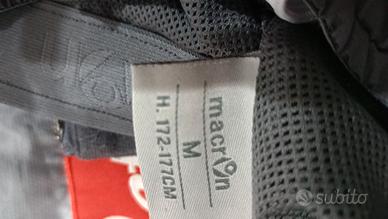 macron
M
H. 172-177CM
subito